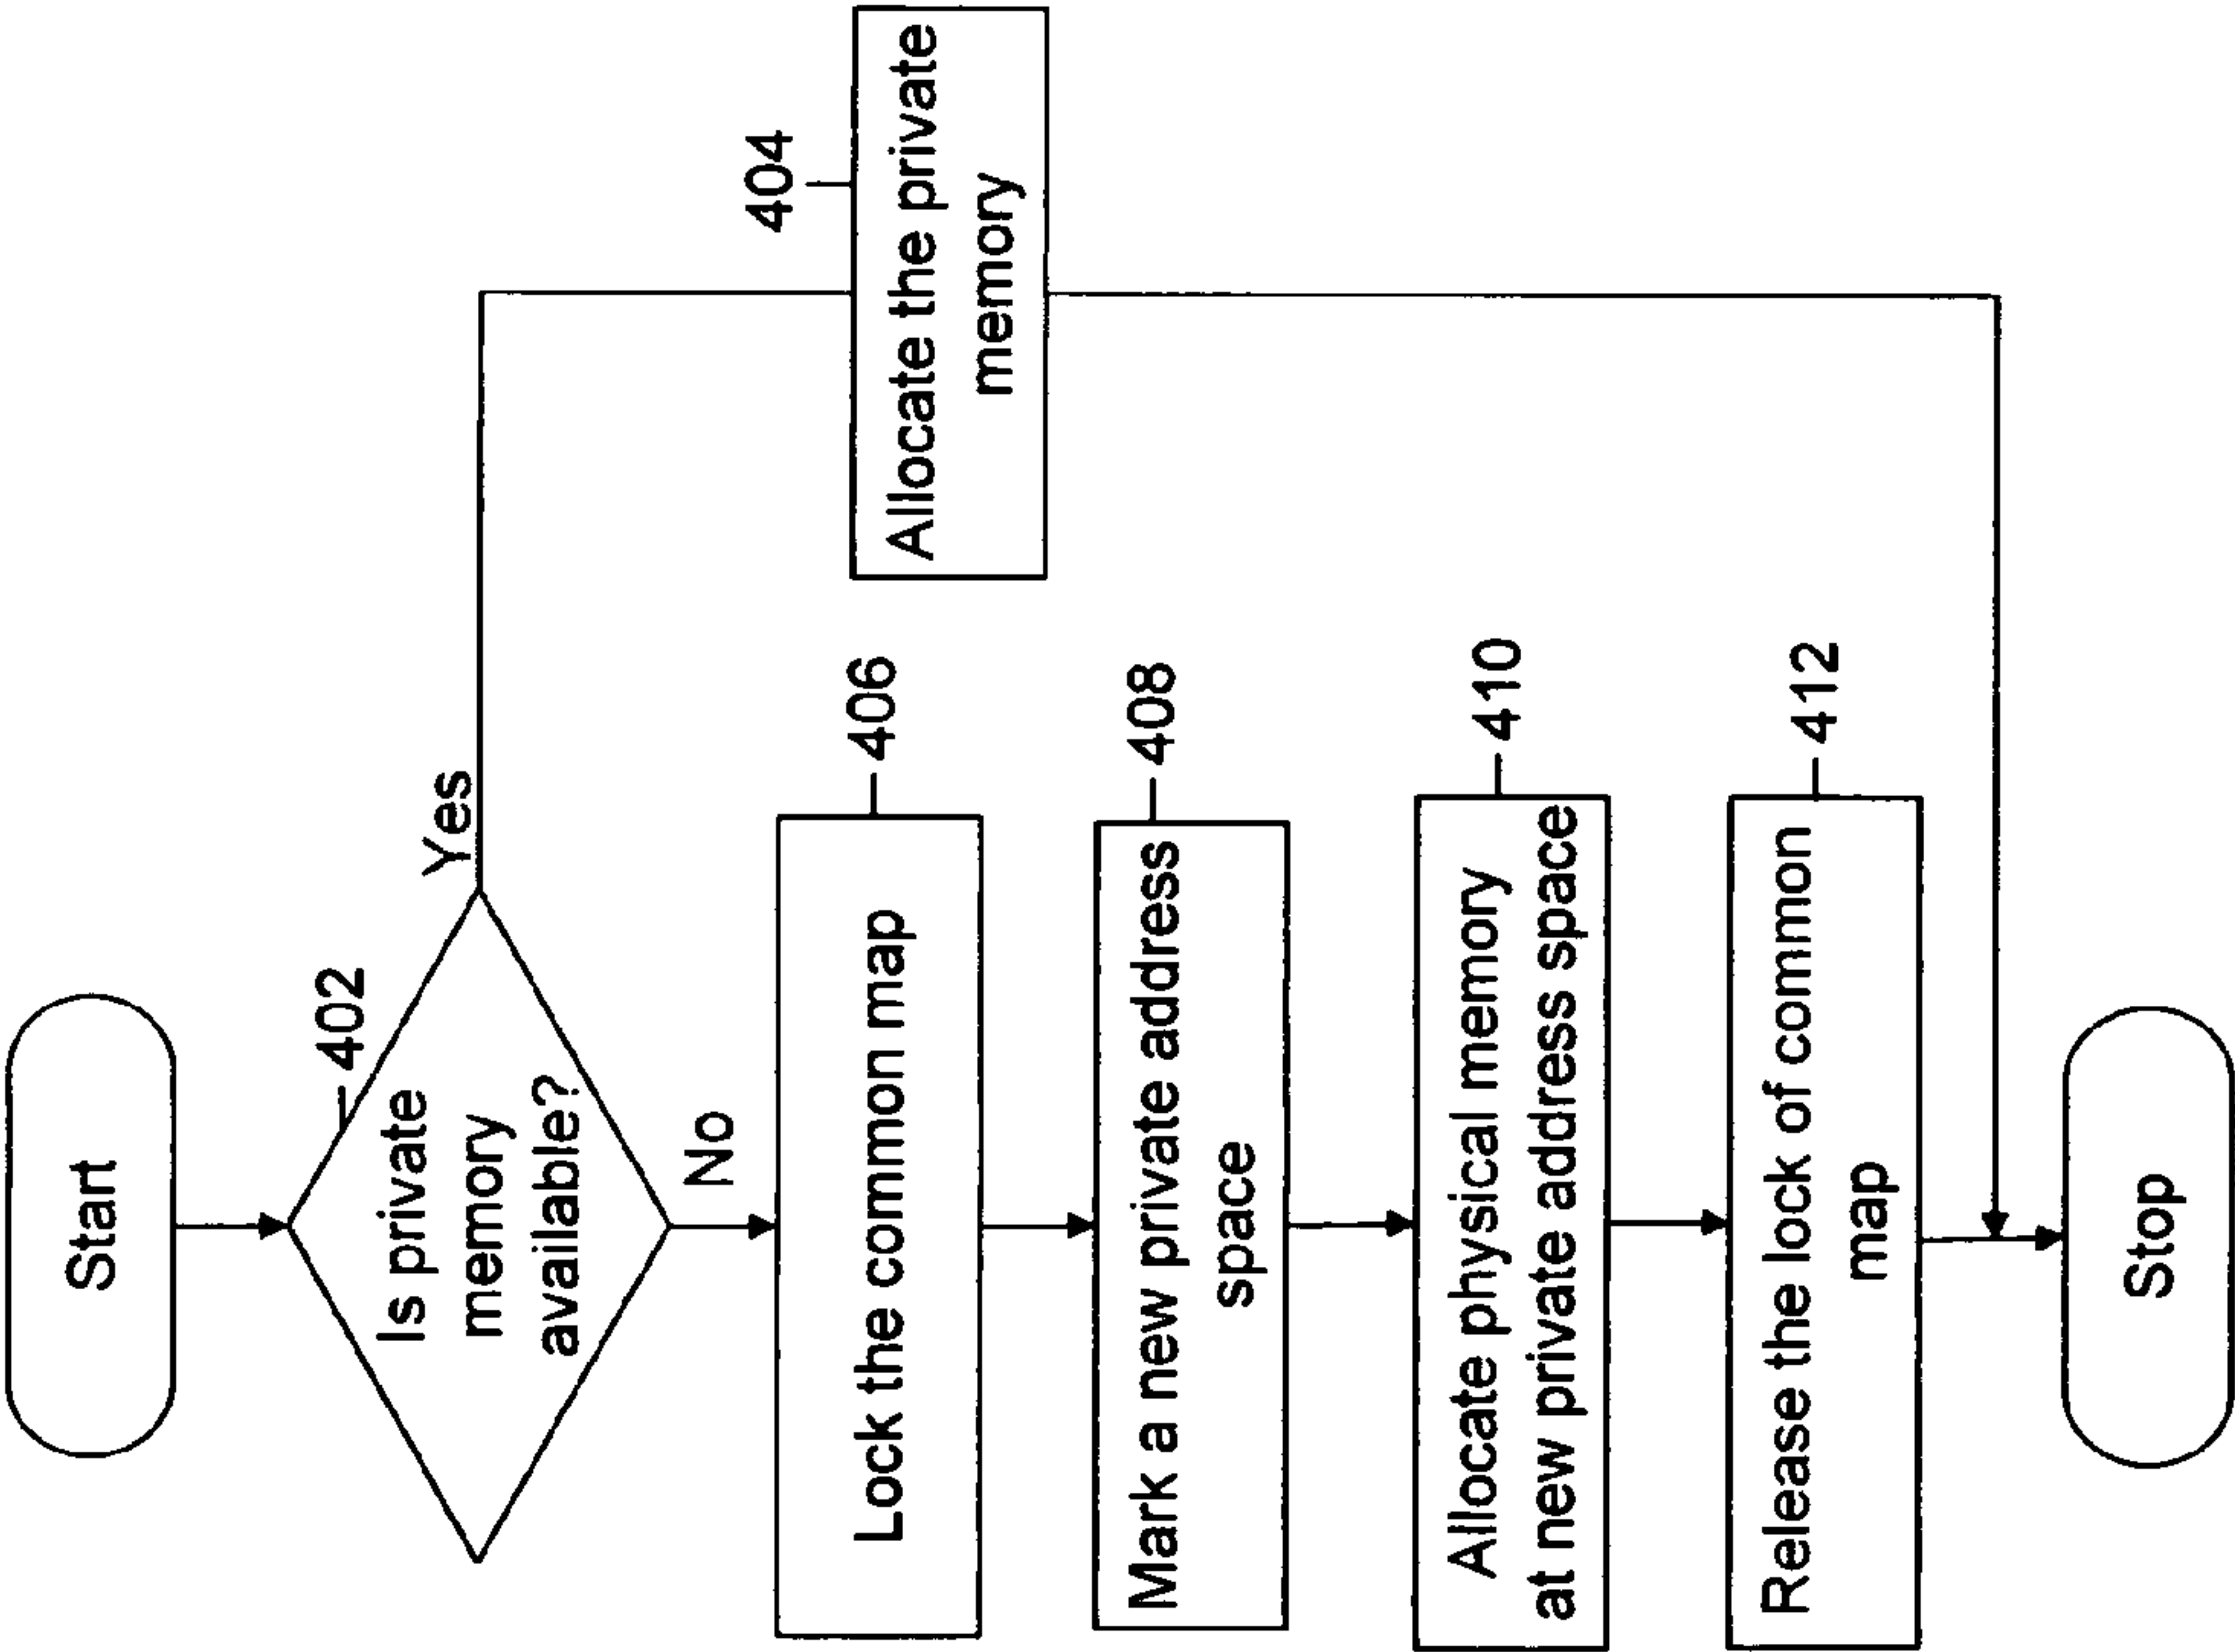 Start
402
Is private
memory
available?
Yes
No
404
Allocate the private
memory
406
Lock the common map
408
Mark a new private address
space
410
Allocate physical memory
at new private address space
412
Release the lock of common
map
Stop